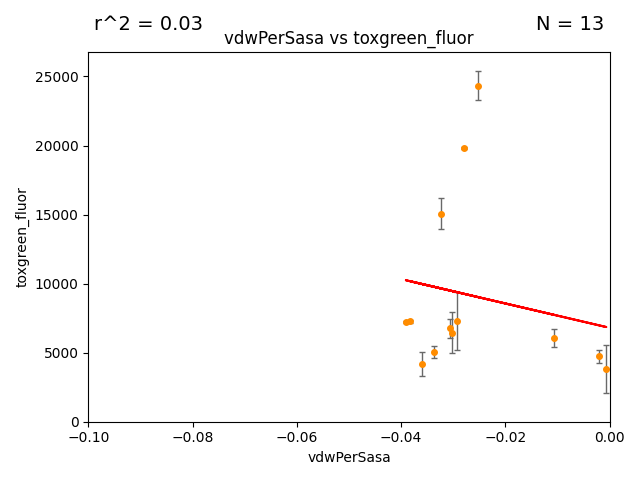 r^2 = 0.03
N = 13
vdwPerSasa vs toxgreen_fluor
25000
20000
15000
10000
5000
0
toxgreen_fluor
−0.10
−0.08
−0.06
−0.04
−0.02
0.00
vdwPerSasa